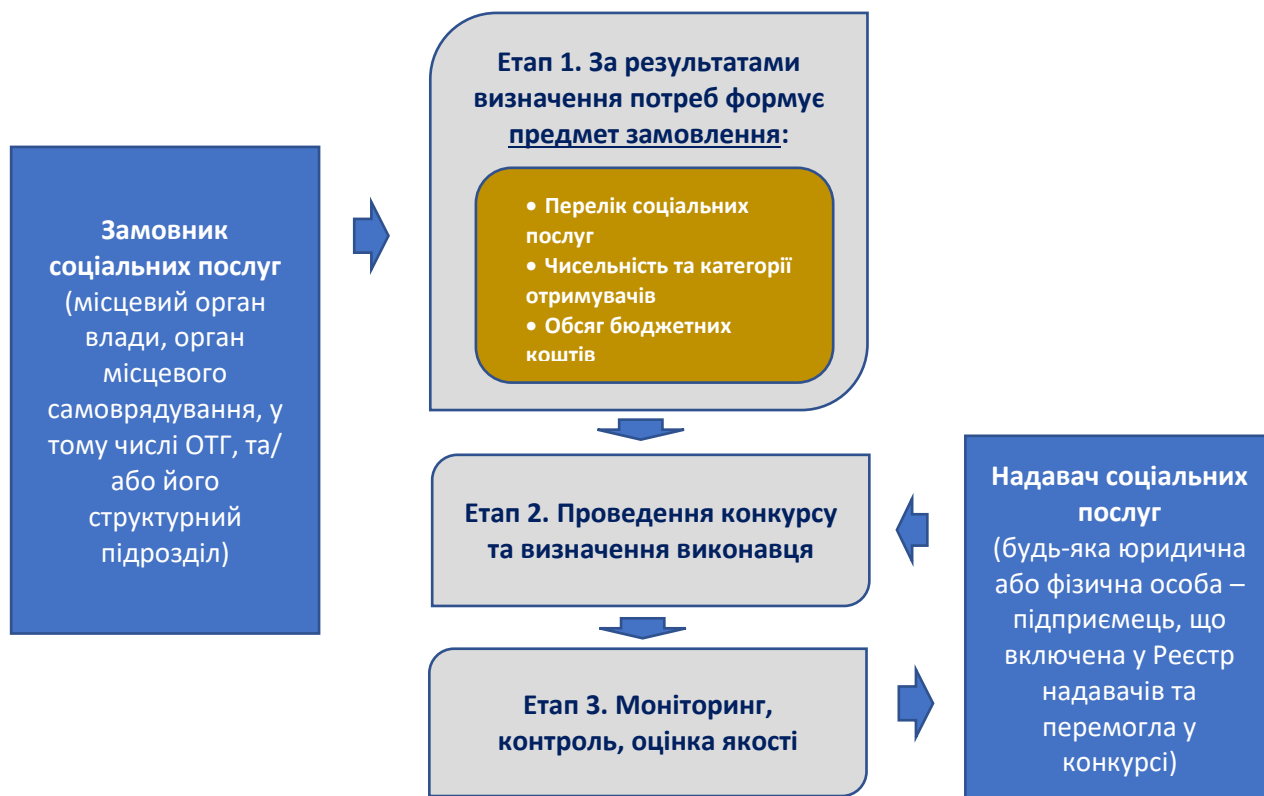 Замовник
соціальних послуг
(місцевий орган
влади, орган
місцевого
самоврядування, у
тому числі ОТГ, та/
або його
структурний
підрозділ)
Етап 1. За результатами
визначення потреб формує
предмет замовлення:
• Перелік соціальних
послуг
• Чисельність та категорії
отримувачів
• Обсяг бюджетних
коштів
Етап 2. Проведення конкурсу
та визначення виконавця
Етап 3. Моніторинг,
контроль, оцінка якості
Надавач соціальних
послуг
(будь-яка юридична
або фізична особа –
підприємець, що
включена у Реєстр
надавачів та
перемогла у
конкурсі)